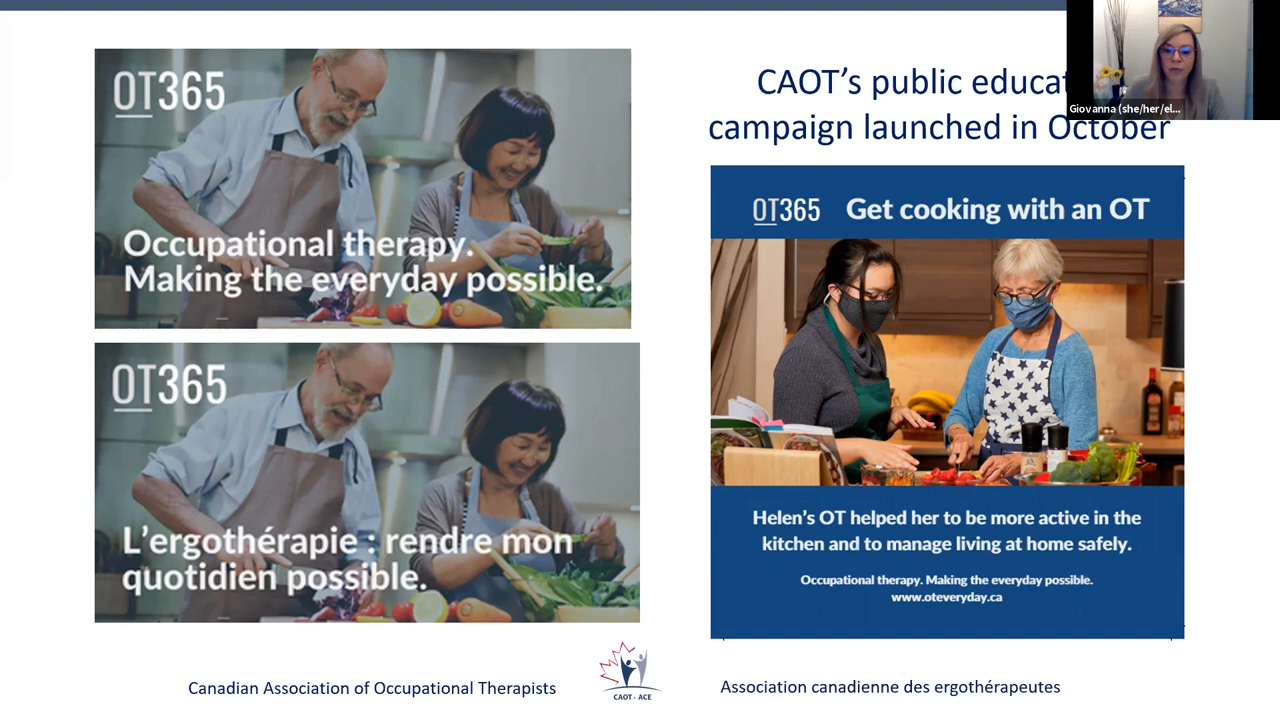 OT365
Occupational therapy.
Making the everyday possible.
OT365
L'ergothérapie : rendre mon
quotidien possible.
CAOT's public
campaign launched in October
Giovanna (she/her/el...
OT365 Get cooking with an OT
Helen's OT helped her to be more active in the
kitchen and to manage living at home safely.
Occupational therapy. Making the everyday possible.
www.oteveryday.ca
Canadian Association of Occupational Therapists
CAOT - ACE
Association canadienne des ergothérapeutes